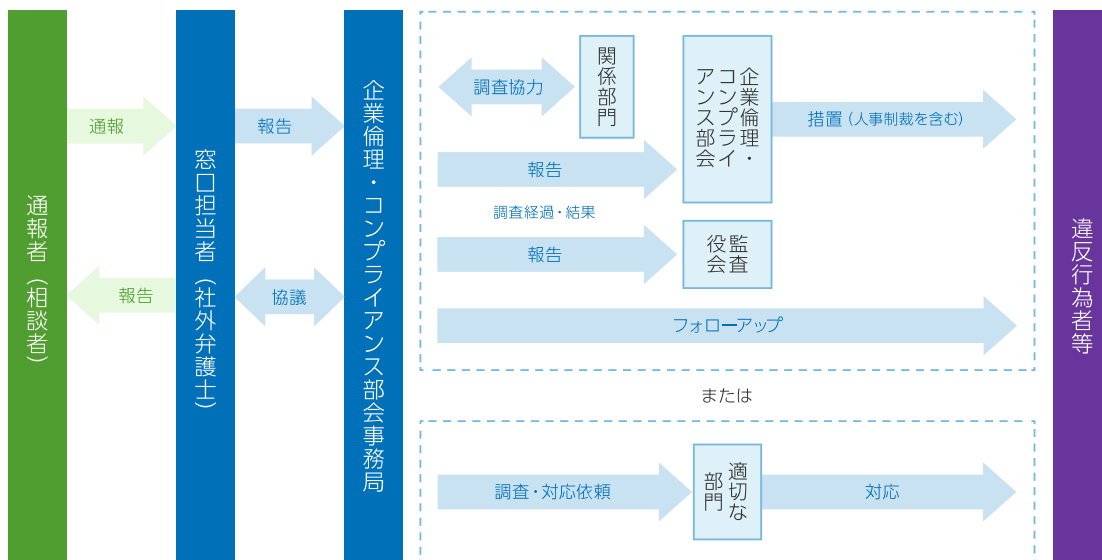 通報者（相談者）
通報
報告
窓口担当者（社外弁護士）
報告
協議
企業倫理・コンプライアンス部会事務局
調査協力
関係部門
報告
調査経過・結果
報告
企業倫理・
コンプライ
アンス部会
措置（人事制裁を含む）
監査
役会
フォローアップ
または
調査・対応依頼
適切な
部門
対応
違反行為者等